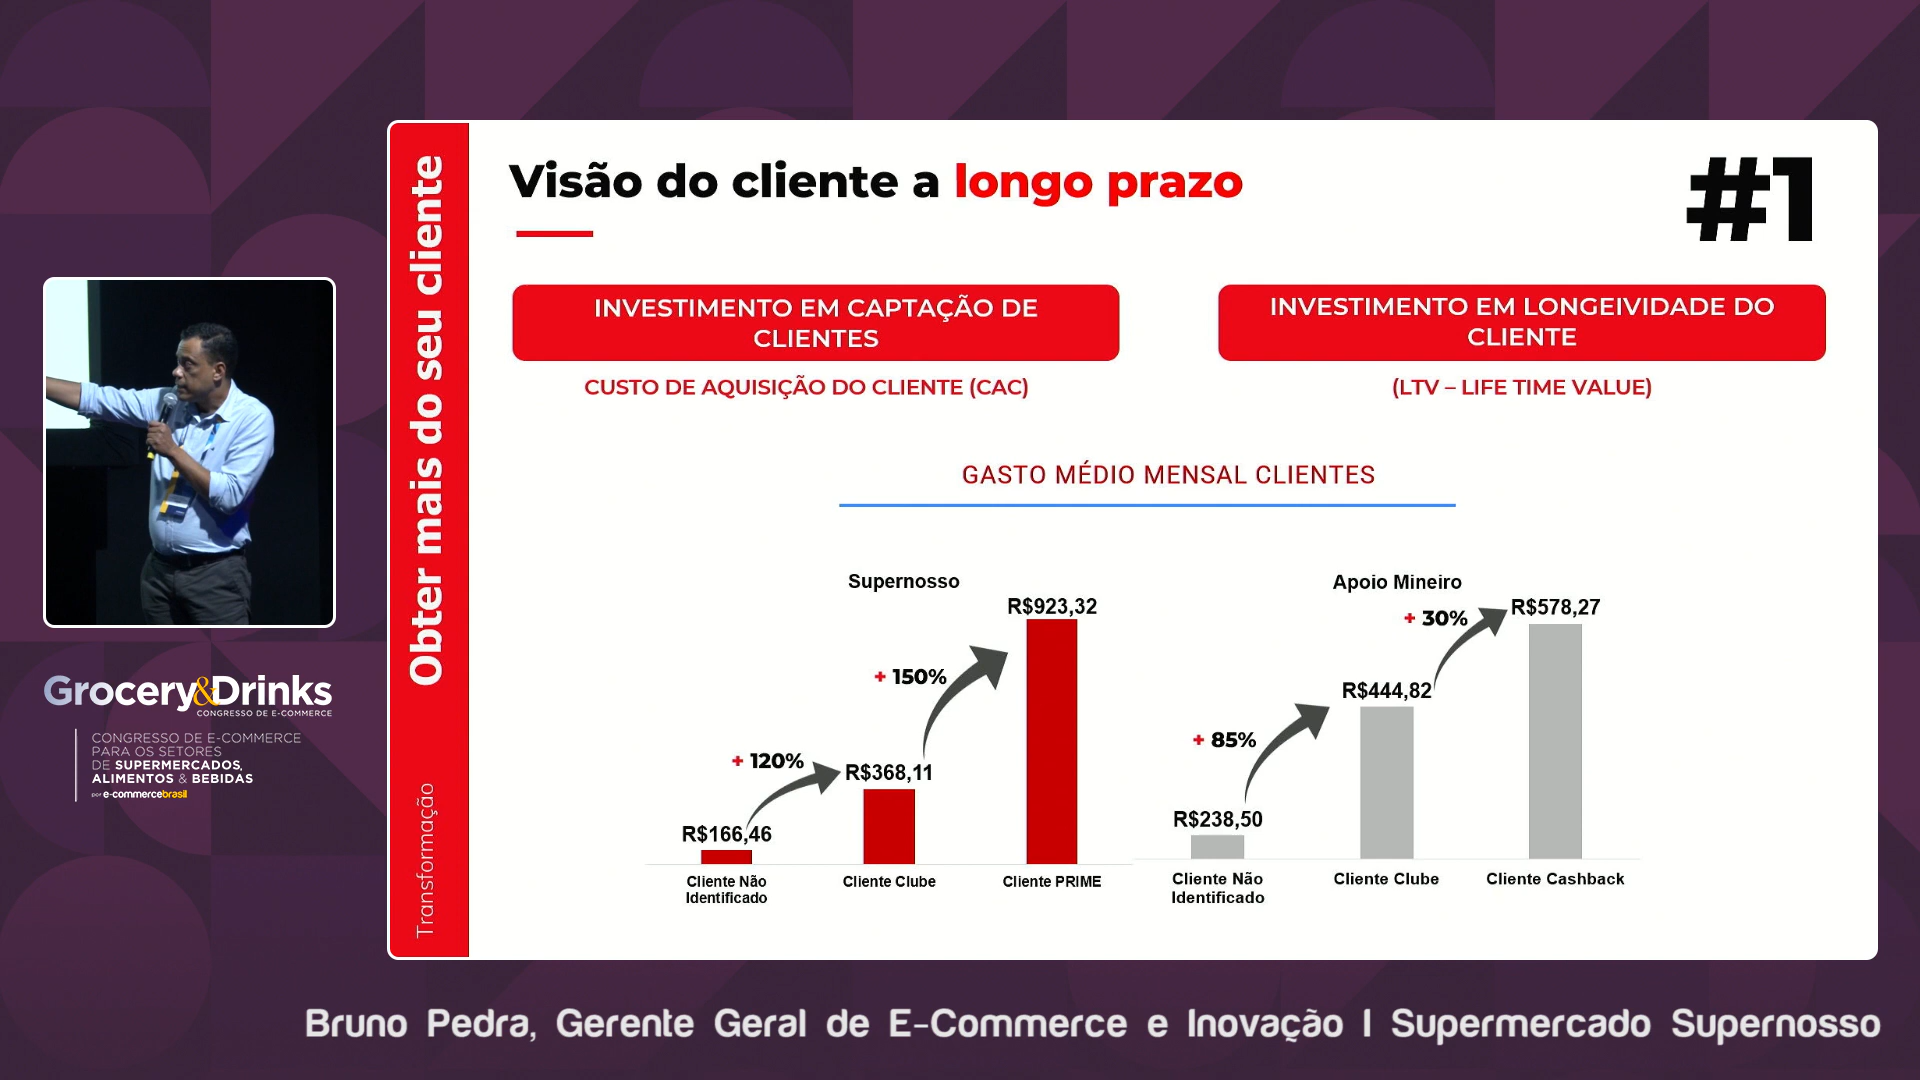 Obter mais do seu cliente
Transformação
Visão do cliente a longo prazo
#1
INVESTIMENTO EM CAPTAÇÃO DE
CLIENTES
CUSTO DE AQUISIÇÃO DO CLIENTE (CAC)
INVESTIMENTO EM LONGEIVIDADE DO
CLIENTE
(LTV – LIFE TIME VALUE)
GASTO MÉDIO MENSAL CLIENTES
Supernosso
R$923,32
+ 150%
+ 120%
R$368,11
R$166,46
Cliente Não
Identificado
Cliente Clube
Cliente PRIME
Apoio Mineiro
R$578,27
+ 30%
R$444,82
+ 85%
R$238,50
Cliente Não
Identificado
Cliente Clube
Cliente Cashback
Grocery&Drinks
CONGRESSO DE E-COMMERCE
CONGRESSO DE E-COMMERCE
PARA OS SETORES
DE SUPERMERCADOS,
ALIMENTOS & BEBIDAS
por e-commercebrasil
Bruno Pedra, Gerente Geral de E-Commerce e Inovação | Supermercado Supernosso